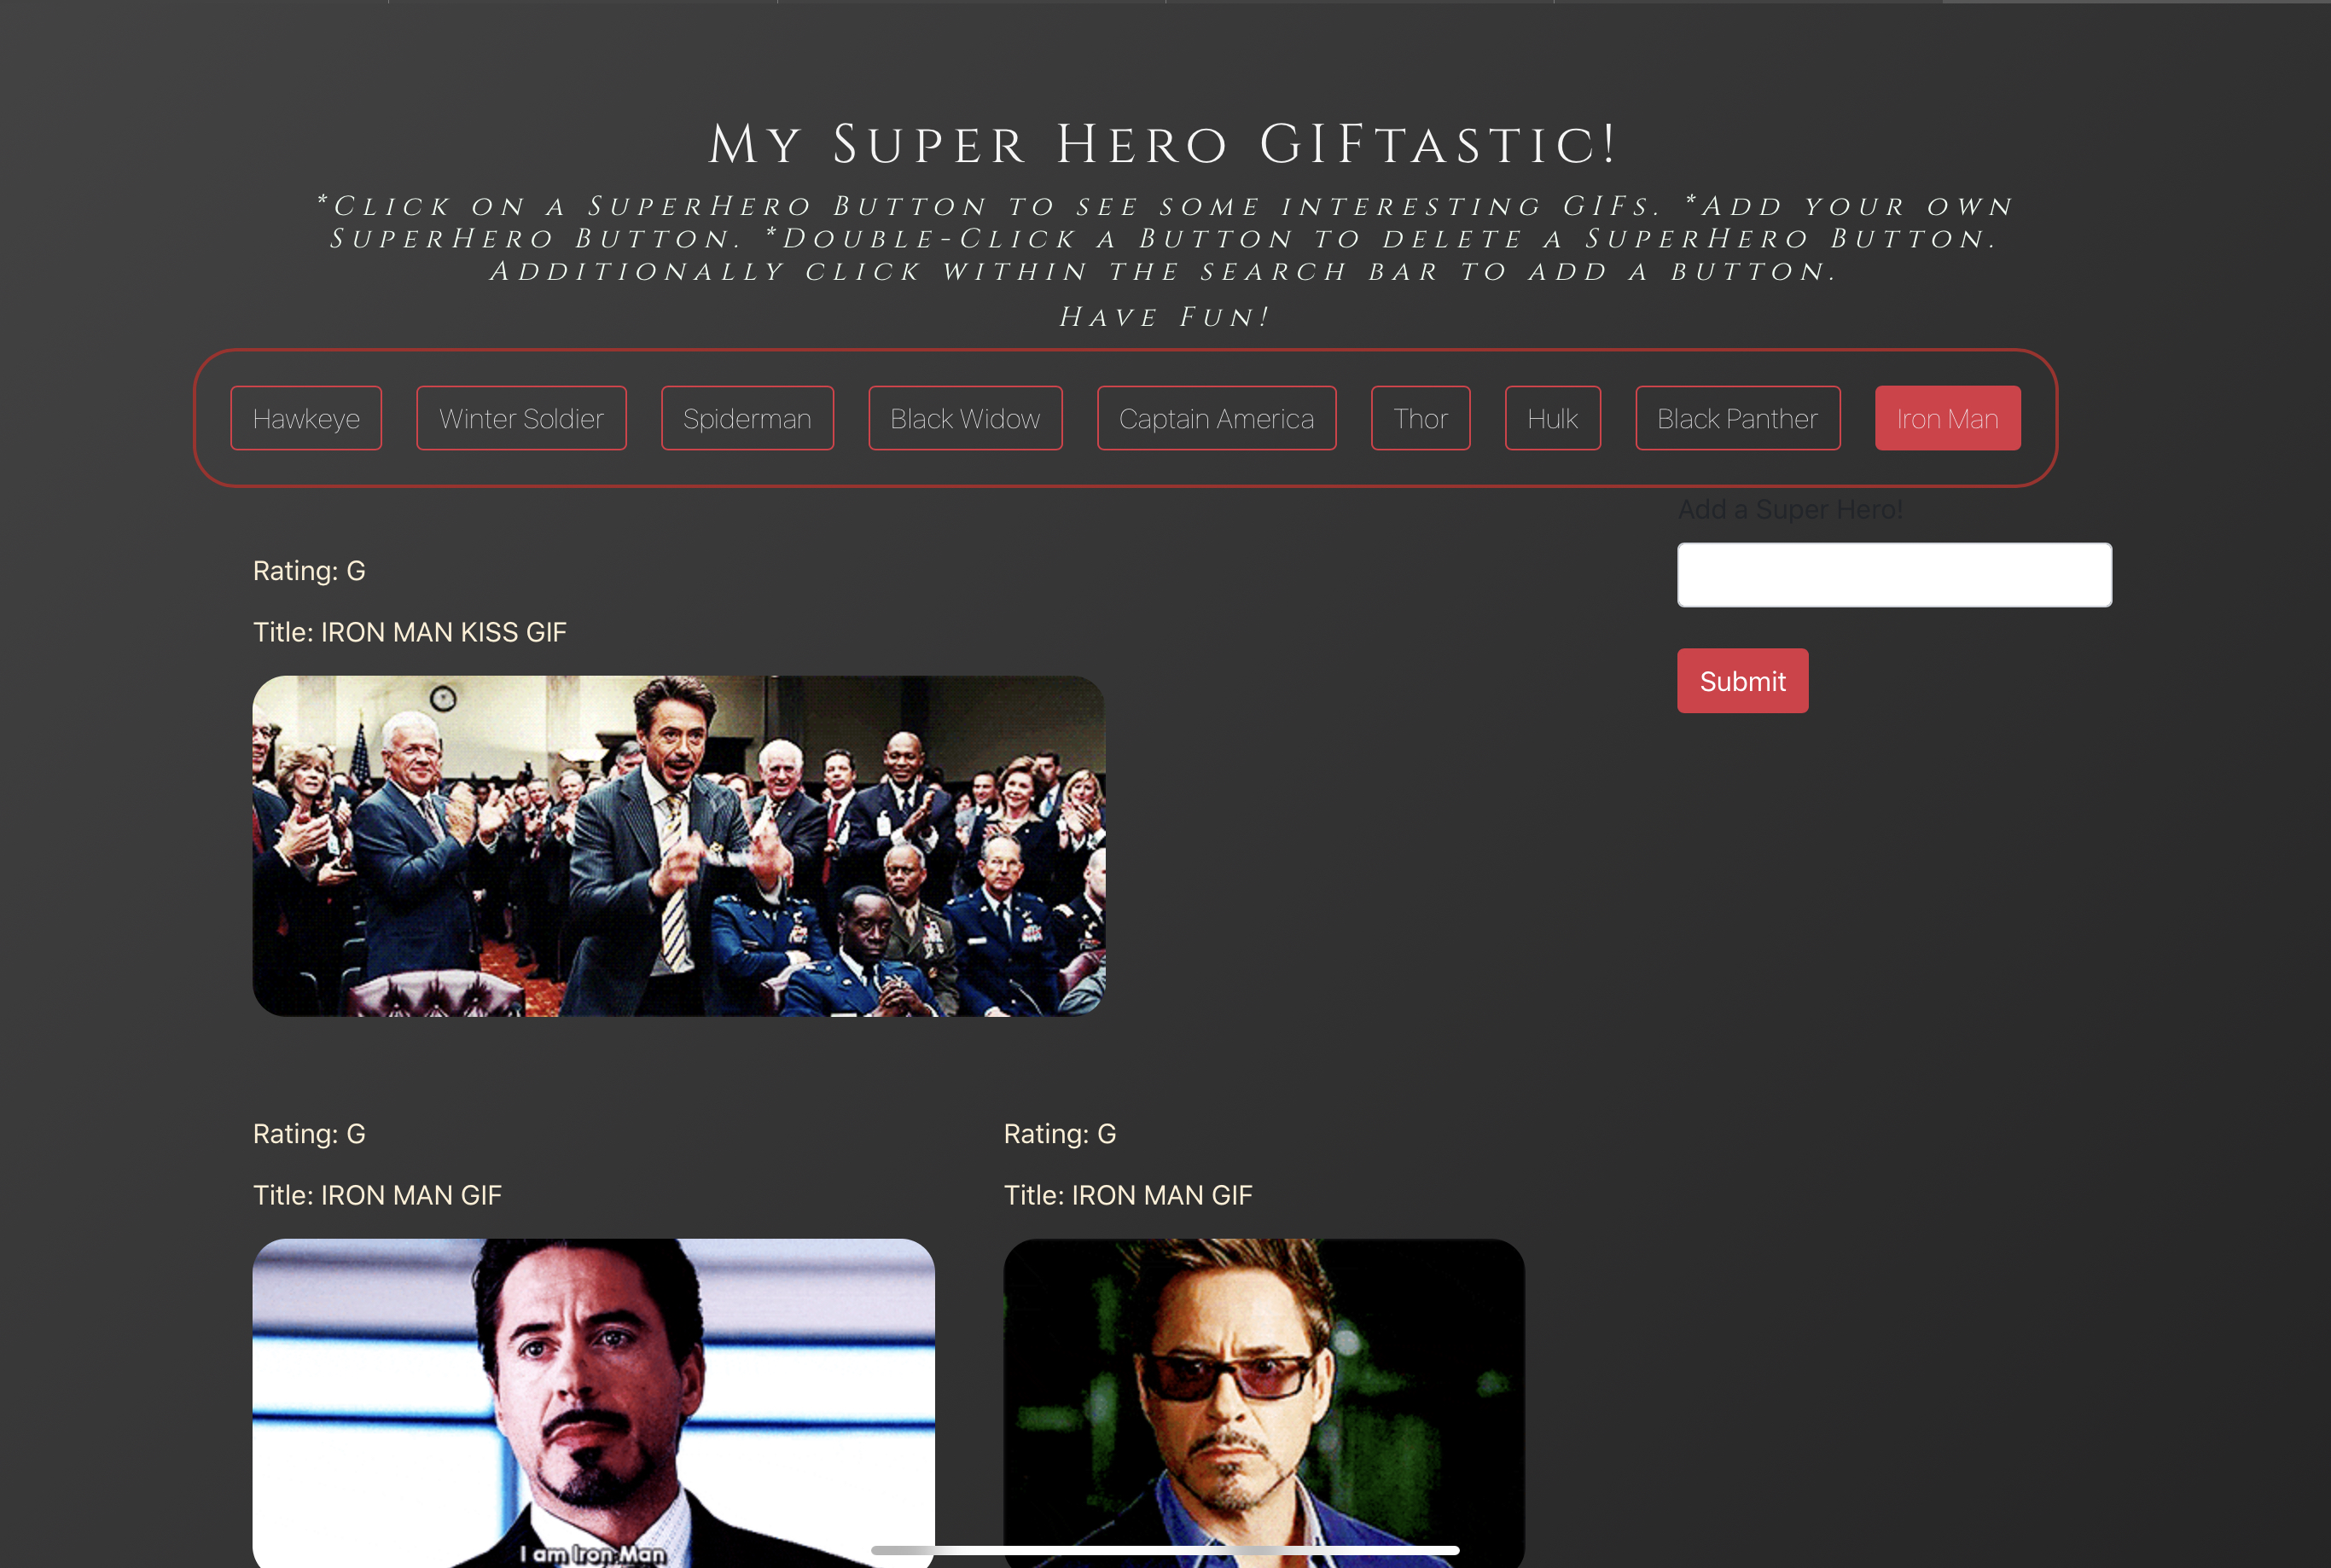 My Super Hero GIFtastic!
*Click on a SuperHero Button to see some interesting GIFs. *Add your own
SuperHero Button. *Double-Click a Button to delete a SuperHero Button.
Additionally click within the search bar to add a button.
Have Fun!
Hawkeye Winter Soldier Spiderman Black Widow Captain America Thor Hulk Black Panther Iron Man
Add a Super Hero!
Rating: G
Title: IRON MAN KISS GIF
Submit
Rating: G
Title: IRON MAN GIF
I am Iron Man
Rating: G
Title: IRON MAN GIF